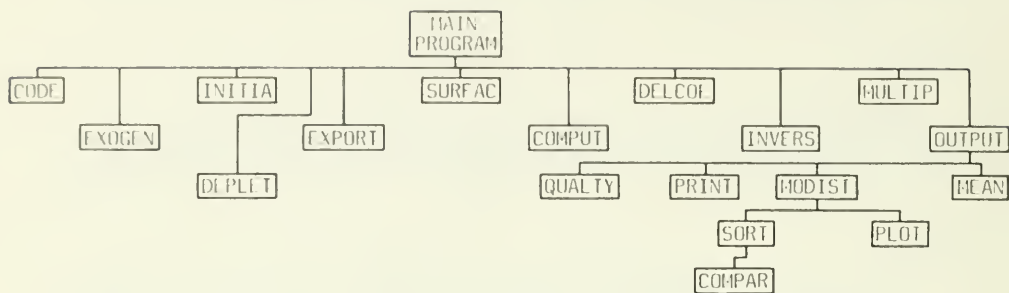 MAIN
PROGRAM
CODE
INITIA
SURFAC
DELCOE
MULTIP
EXOGEN
EXPORT
COMPUT
INVERS
OUTPUT
DEPLET
QUALTY
PRINT
MODIST
MEAN
SORT
PLOT
COMPAR